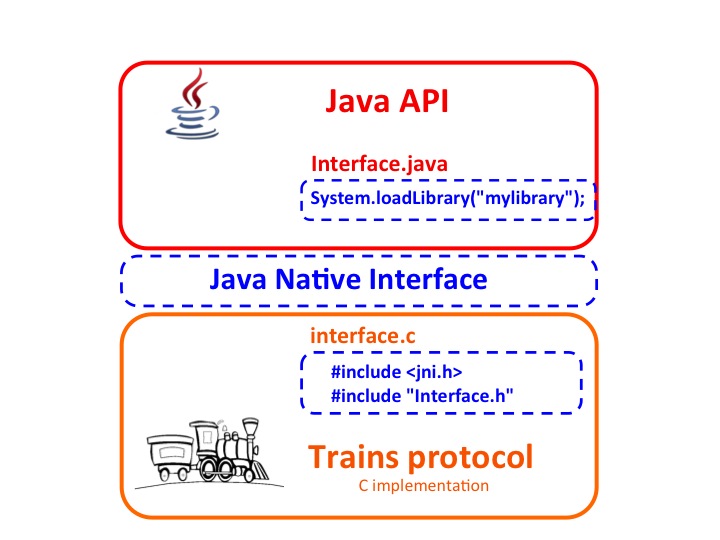 Java API
Interface.java
System.loadLibrary("mylibrary");
Java Native Interface
interface.c
#include <jni.h>
#include "Interface.h"
Trains protocol
C implementation